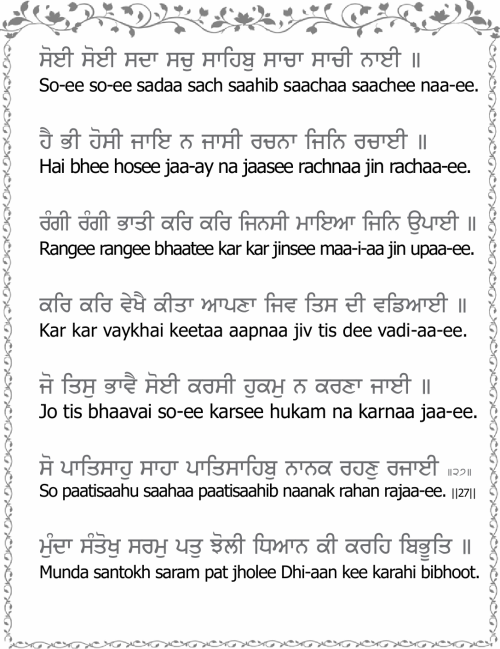 ਸੋਈ ਸੋਈ ਸਦਾ ਸਚੁ ਸਾਹਿਬੁ ਸਾਚਾ ਸਾਚੀ ਨਾਈ ॥
So-ee so-ee sadaa sach saahib saachaa saachee naa-ee.
ਹੈ ਭੀ ਹੋਸੀ ਜਾਇ ਨ ਜਾਸੀ ਰਚਨਾ ਜਿਨਿ ਰਚਾਈ ॥
Hai bhee hosee jaa-ay na jaasee rachnaa jin rachaa-ee.
ਰੰਗੀ ਰੰਗੀ ਭਾਤੀ ਕਰਿ ਕਰਿ ਜਿਨਸੀ ਮਾਇਆ ਜਿਨਿ ਉਪਾਈ ॥
Rangee rangee bhaatee kar kar jinsee maa-i-aa jin upaa-ee.
ਕਰਿ ਕਰਿ ਵੇਖੈ ਕੀਤਾ ਆਪਣਾ ਜਿਵ ਤਿਸ ਦੀ ਵਡਿਆਈ ॥
Kar kar vaykhai keetaa aapnaa jiv tis dee vadi-aa-ee.
ਜੋ ਤਿਸੁ ਭਾਵੈ ਸੋਈ ਕਰਸੀ ਹੁਕਮੁ ਨ ਕਰਣਾ ਜਾਈ ॥
Jo tis bhaavai so-ee karsee hukam na karnaa jaa-ee.
ਸੋ ਪਾਤਿਸਾਹੁ ਸਾਹਾ ਪਾਤਿਸਾਹਿਬੁ ਨਾਨਕ ਰਹਣੁ ਰਜਾਈ ॥੨੭॥
So paatisaahu saahaa paatisaahib naanak rahan rajaa-ee. ||27||
ਮੁੰਦਾ ਸੰਤੋਖੁ ਸਰਮੁ ਪਤੁ ਝੋਲੀ ਧਿਆਨ ਕੀ ਕਰਹਿ ਬਿਭੂਤਿ ॥
Munda santokh saram pat jholee Dhi-aan kee karahi bibhoot.